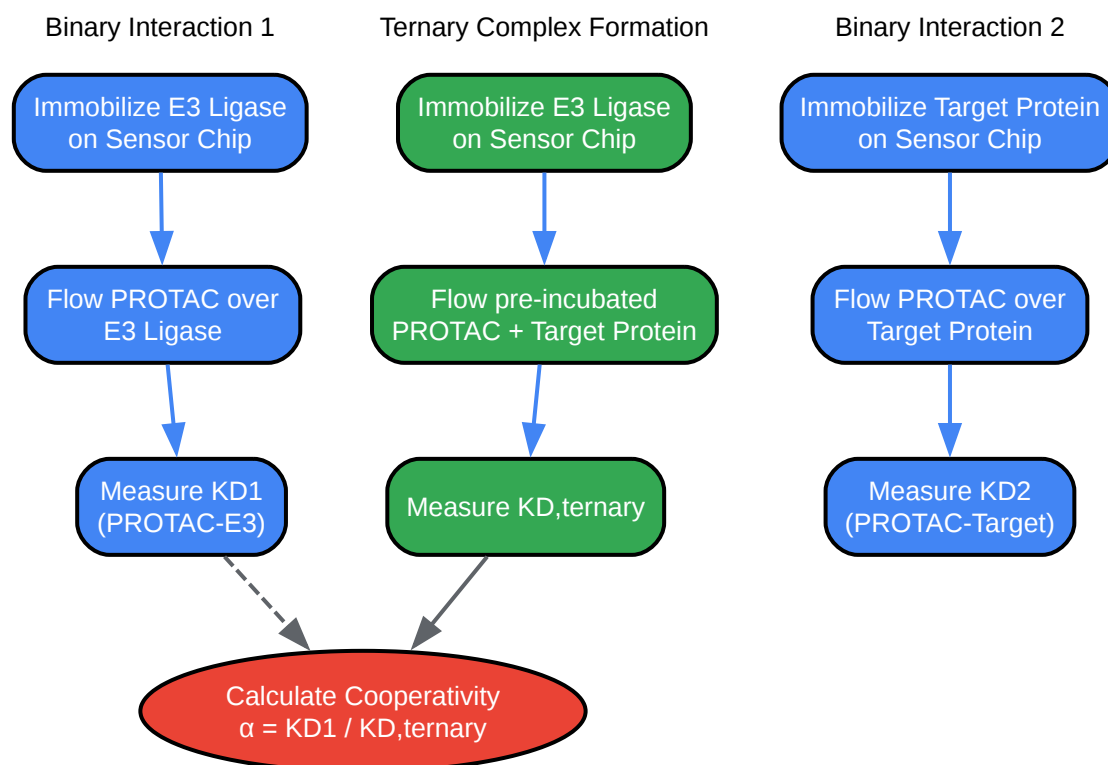 Binary Interaction 1
Ternary Complex Formation
Binary Interaction 2
Immobilize E3 Ligase
on Sensor Chip
Immobilize E3 Ligase
on Sensor Chip
Immobilize Target Protein
on Sensor Chip
Flow PROTAC over
E3 Ligase
Flow pre-incubated
PROTAC + Target Protein
Flow PROTAC over
Target Protein
Measure KD1
(PROTAC-E3)
Measure KD,ternary
Measure KD2
(PROTAC-Target)
Calculate Cooperativity
α = KD1 / KD,ternary